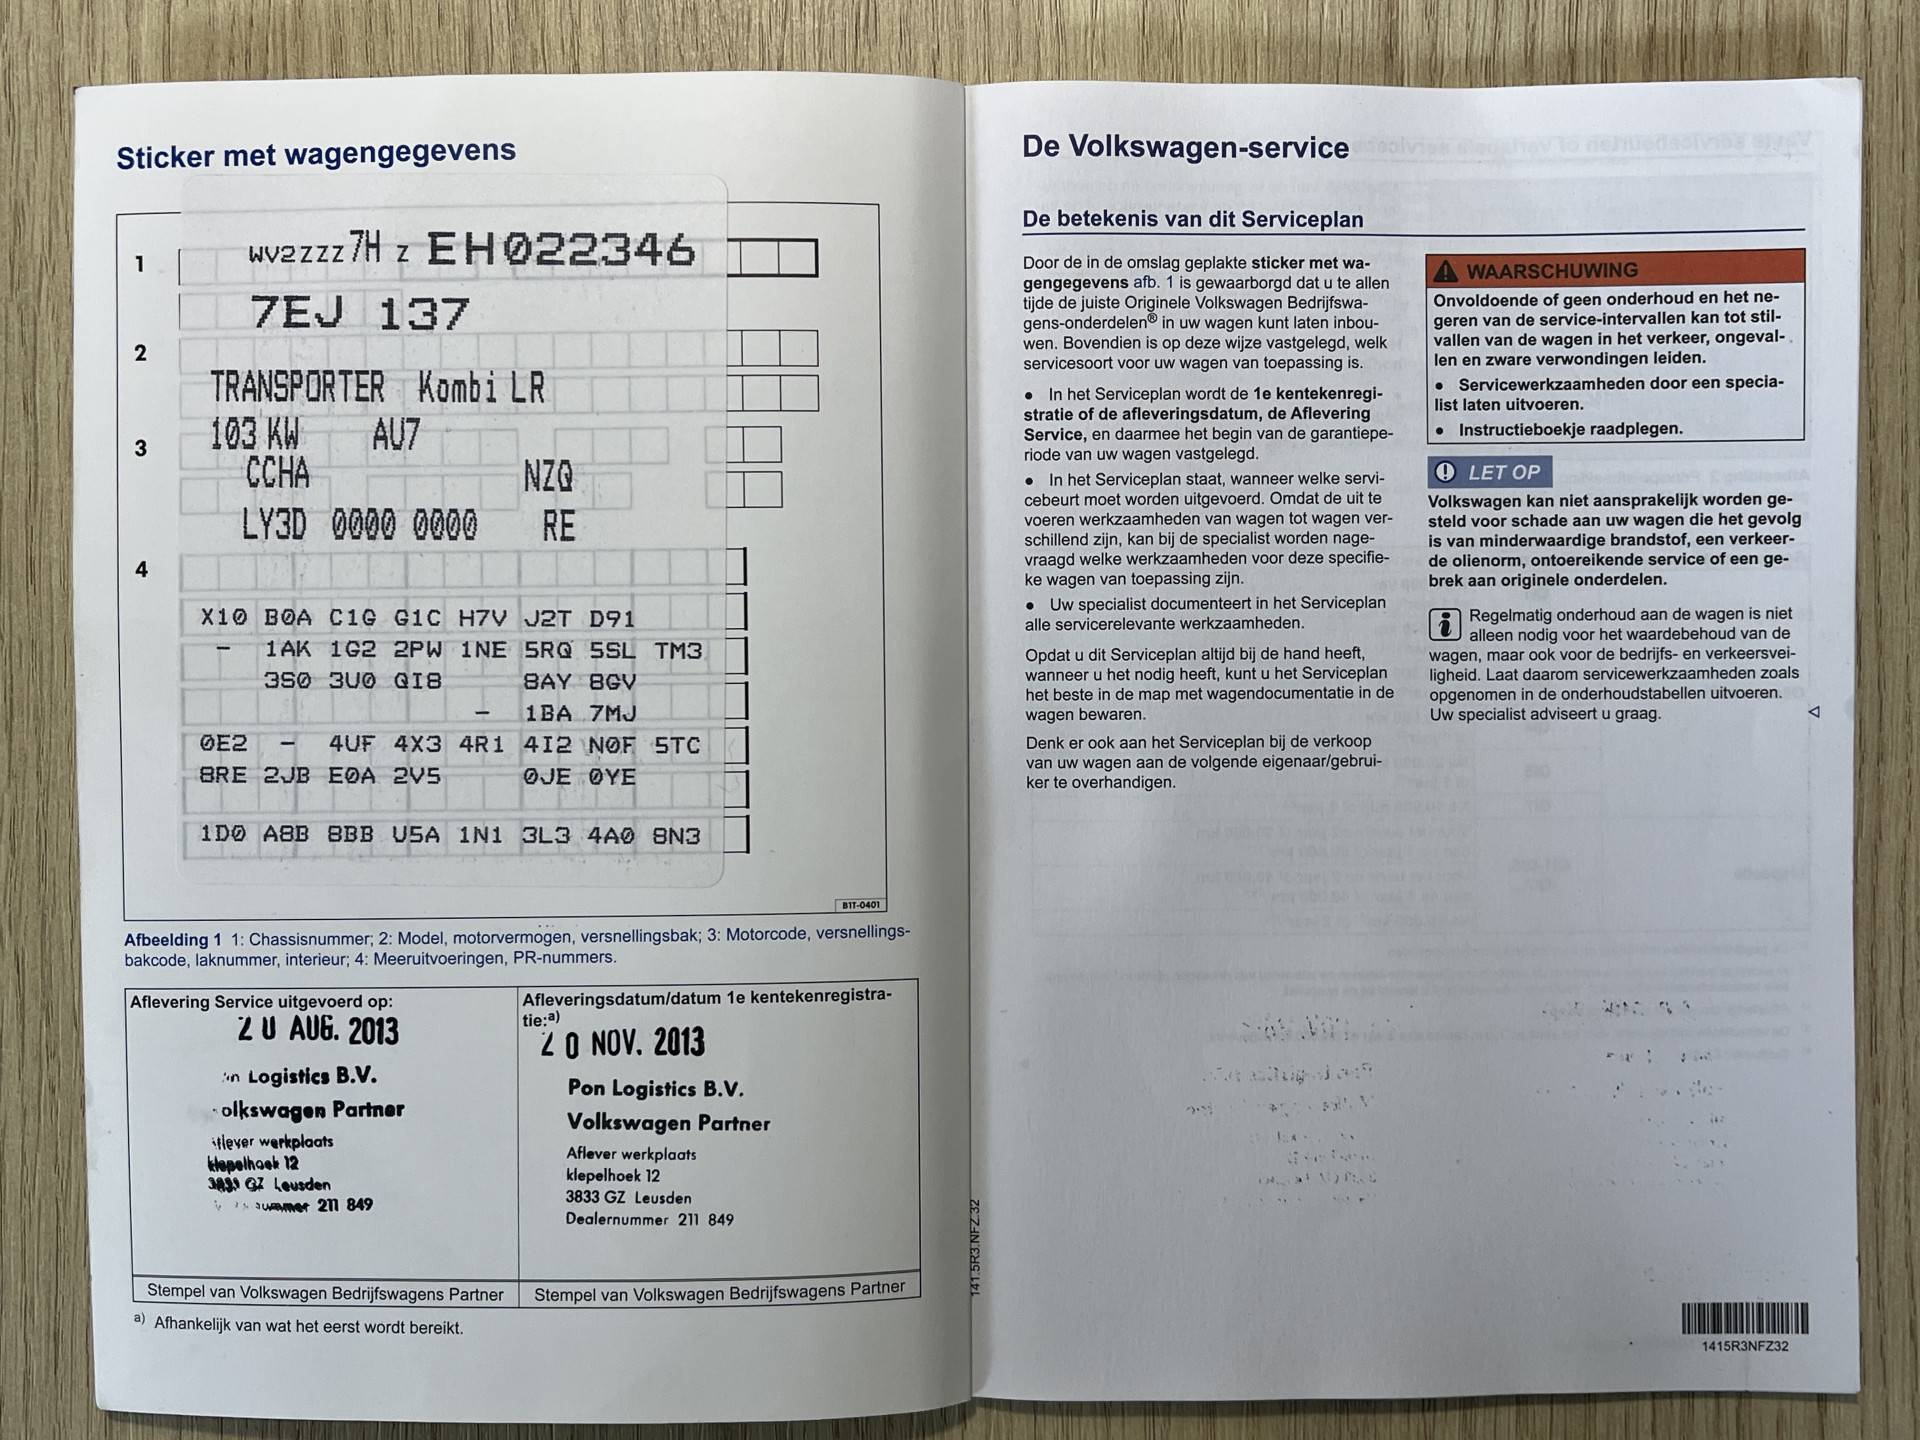 Sticker met wagengegevens
1 WV2ZZZ7H Z EH022346
7EJ 137
2
TRANSPORTER Kombi LR
103 KW AU7
3
CCHA NZQ
LY3D 0000 0000 RE
4
X10 B0A C1G G1C H7V J2T D91
- 1AK 1G2 2PW 1NE 5RQ 5SL TM3
3S0 3U0 QI8 8AY 8GV
- 1BA 7MJ
0E2 - 4UF 4X3 4R1 4I2 N0F 5TC
8RE 2JB E0A 2V5 0JE 0YE
1D0 A8B 8BB U5A 1N1 3L3 4A0 8N3
B1T-0401
Afbeelding 1 1: Chassisnummer; 2: Model, motorvermogen, versnellingsbak; 3: Motorcode, versnellings-
bakcode, laknummer, interieur; 4: Meeruitvoeringen, PR-nummers.
Aflevering Service uitgevoerd op:
20 AUG. 2013
Logistics B.V.
Partner
werkplaats
klepelhoek 12
3833 GZ Leusden
211 849
Stempel van Volkswagen Bedrijfswagens Partner
Afleveringsdatum/datum 1e kentekenregistra-
tie:a)
20 NOV. 2013
Pon Logistics B.V.
Volkswagen Partner
Aflever werkplaats
klepelhoek 12
3833 GZ Leusden
Dealernummer 211 849
Stempel van Volkswagen Bedrijfswagens Partner
a) Afhankelijk van wat het eerst wordt bereikt.
141.5R3.NFZ.32
De Volkswagen-service
De betekenis van dit Serviceplan
Door de in de omslag geplakte sticker met wa-
gengegevens afb. 1 is gewaarborgd dat u te allen
tijde de juiste Originele Volkswagen Bedrijfswa-
gens-onderdelen® in uw wagen kunt laten inbou-
wen. Bovendien is op deze wijze vastgelegd, welk
servicesoort voor uw wagen van toepassing is.
● In het Serviceplan wordt de 1e kentekenregi-
stratie of de afleveringsdatum, de Aflevering
Service, en daarmee het begin van de garantiepe-
riode van uw wagen vastgelegd.
● In het Serviceplan staat, wanneer welke servi-
cebeurt moet worden uitgevoerd. Omdat de uit te
voeren werkzaamheden van wagen tot wagen ver-
schillend zijn, kan bij de specialist worden nage-
vraagd welke werkzaamheden voor deze specifie-
ke wagen van toepassing zijn.
● Uw specialist documenteert in het Serviceplan
alle servicerelevante werkzaamheden.
Opdat u dit Serviceplan altijd bij de hand heeft,
wanneer u het nodig heeft, kunt u het Serviceplan
het beste in de map met wagendocumentatie in de
wagen bewaren.
Denk er ook aan het Serviceplan bij de verkoop
van uw wagen aan de volgende eigenaar/gebrui-
ker te overhandigen.
WAARSCHUWING
Onvoldoende of geen onderhoud en het ne-
geren van de service-intervallen kan tot stil-
vallen van de wagen in het verkeer, ongeval-
len en zware verwondingen leiden.
● Servicewerkzaamheden door een specia-
list laten uitvoeren.
● Instructieboekje raadplegen.
LET OP
Volkswagen kan niet aansprakelijk worden ge-
steld voor schade aan uw wagen die het gevolg
is van minderwaardige brandstof, een verkeer-
de olienorm, ontoereikende service of een ge-
brek aan originele onderdelen.
Regelmatig onderhoud aan de wagen is niet
alleen nodig voor het waardebehoud van de
wagen, maar ook voor de bedrijfs- en verkeersvei-
ligheid. Laat daarom servicewerkzaamheden zoals
opgenomen in de onderhoudstabellen uitvoeren.
Uw specialist adviseert u graag.
1415R3NFZ32